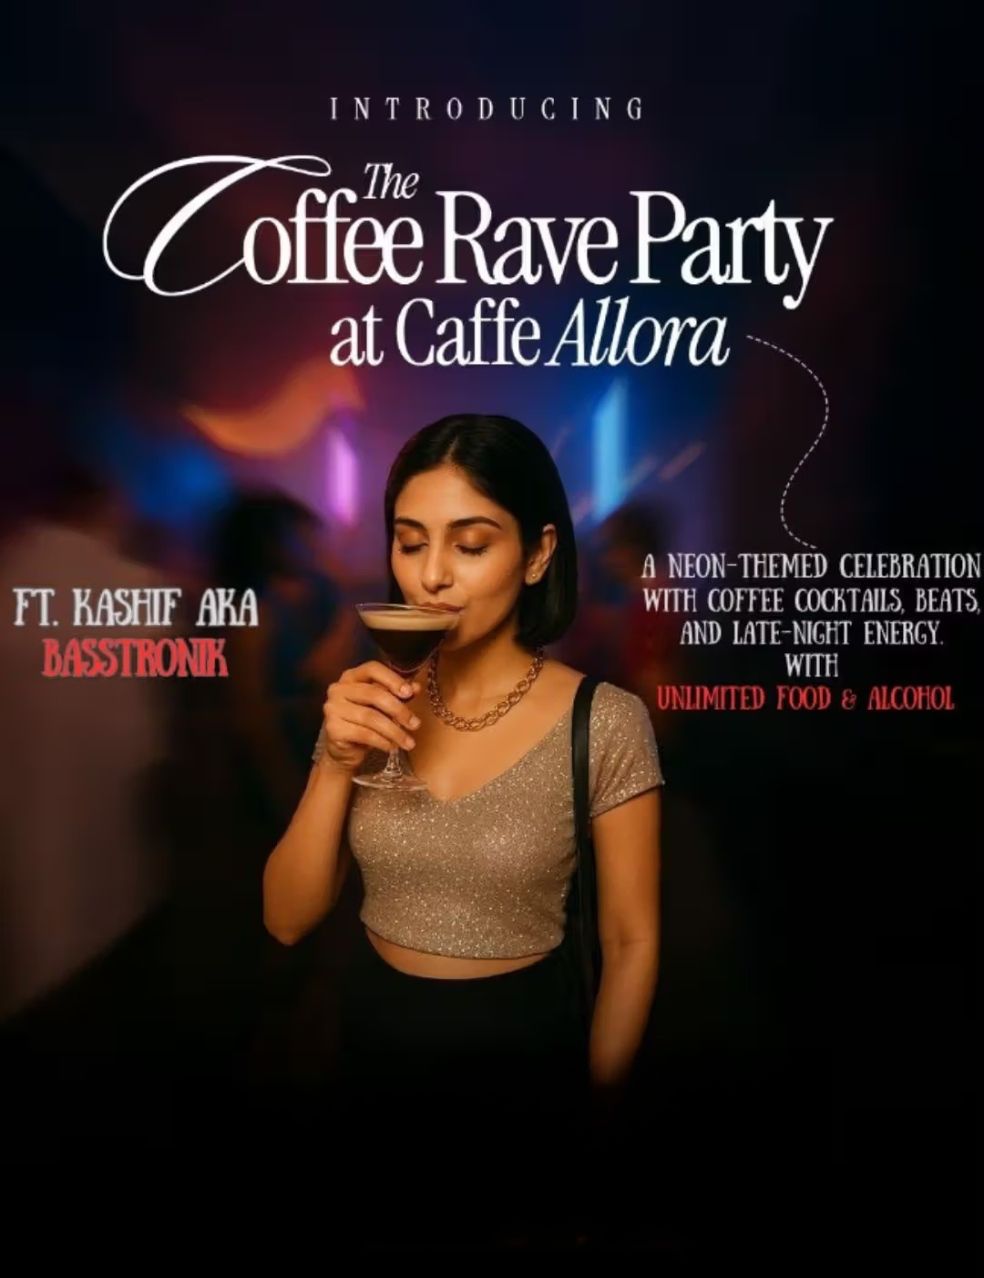 INTRODUCING
The
Coffee Rave Party
at Caffe Allora
FT. KASHIF AKA
BASSTRONIK
A NEON-THEMED CELEBRATION
WITH COFFEE COCKTAILS, BEATS,
AND LATE-NIGHT ENERGY.
WITH
UNLIMITED FOOD & ALCOHOL